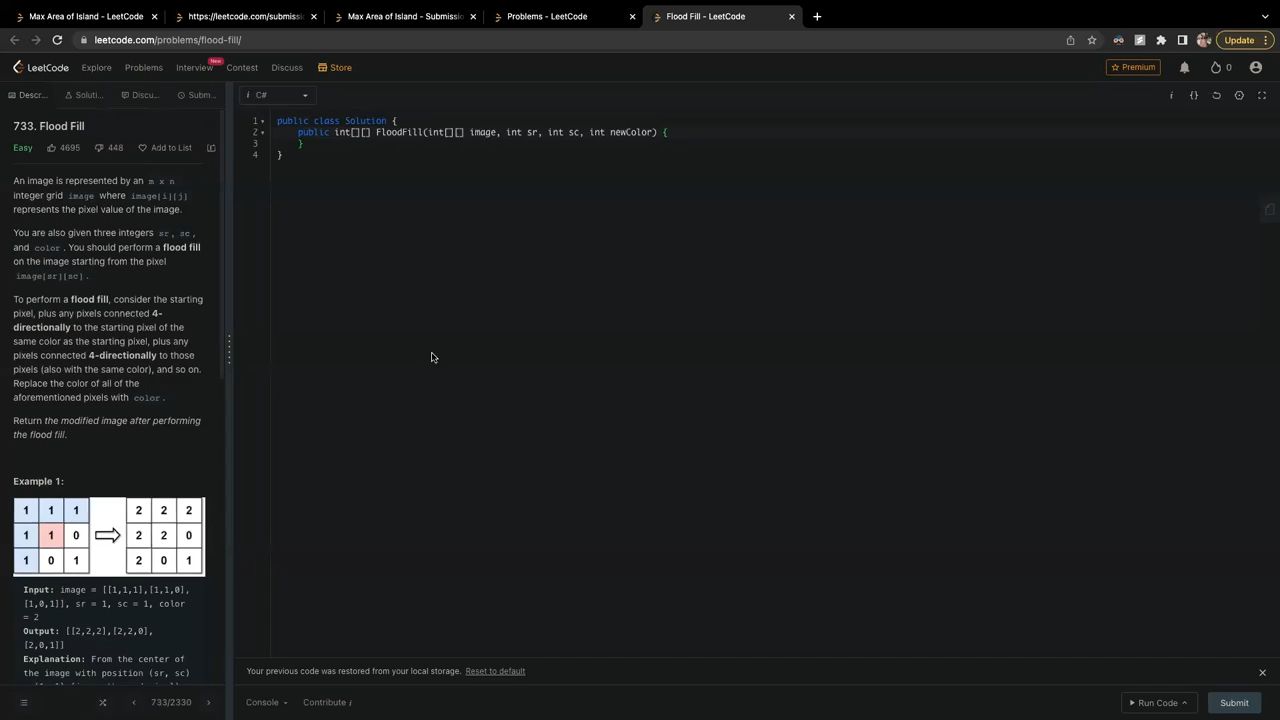 Max Area of Island - LeetCode
https://leetcode.com/submissi
Max Area of Island - Submissio
Problems - LeetCode
Flood Fill - LeetCode
leetcode.com/problems/flood-fill/
Update
LeetCode
Explore
Problems
Interview
New
Contest
Discuss
Store
Premium
0
Descr...
Soluti...
Discu...
Subm...
i
C#
i
{}
733. Flood Fill
Easy
4695
448
Add to List
An image is represented by an m x n
integer grid image where image[i][j]
represents the pixel value of the image.
You are also given three integers sr, sc,
and color. You should perform a flood fill
on the image starting from the pixel
image[sr][sc].
To perform a flood fill, consider the starting
pixel, plus any pixels connected 4-
directionally to the starting pixel of the
same color as the starting pixel, plus any
pixels connected 4-directionally to those
pixels (also with the same color), and so on.
Replace the color of all of the
aforementioned pixels with color.
Return the modified image after performing
the flood fill.
Example 1:
1 1 1 2 2 2
1 1 0 2 2 0
1 0 1 2 0 1
Input: image = [[1,1,1],[1,1,0],
[1,0,1]], sr = 1, sc = 1, color
= 2
Output: [[2,2,2],[2,2,0],
[2,0,1]]
Explanation: From the center of
the image with position (sr, sc)
1 public class Solution {
2 public int[][] FloodFill(int[][] image, int sr, int sc, int newColor) {
3 }
4 }
Your previous code was restored from your local storage. Reset to default
733/2330
Console
Contribute i
Run Code
Submit